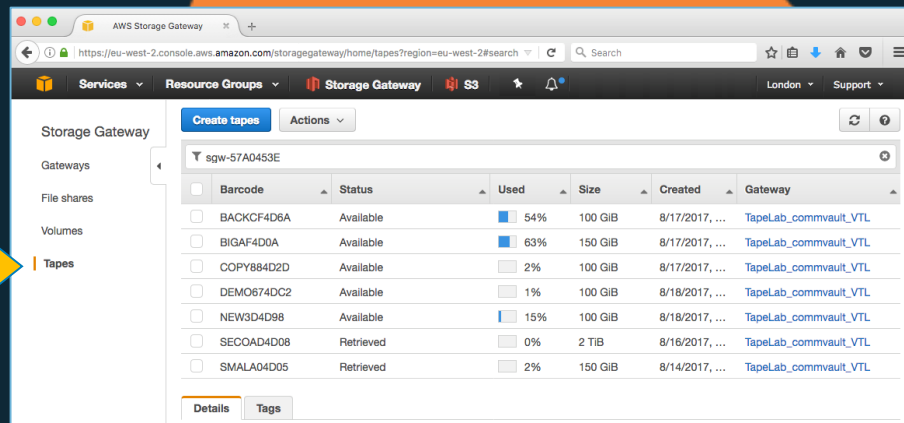 AWS Storage Gateway
https://eu-west-2.console.aws.amazon.com/storagegateway/home/tapes?region=eu-west-2#search
Search
Services Resource Groups Storage Gateway S3 London Support
Storage Gateway
Gateways
File shares
Volumes
Tapes
Create tapes Actions
sgw-57A0453E
Barcode Status Used Size Created Gateway
BACKCF4D6A Available 54% 100 GiB 8/17/2017, ... TapeLab_commvault_VTL
BIGAF4D0A Available 63% 150 GiB 8/17/2017, ... TapeLab_commvault_VTL
COPY884D2D Available 2% 100 GiB 8/17/2017, ... TapeLab_commvault_VTL
DEMO674DC2 Available 1% 100 GiB 8/18/2017, ... TapeLab_commvault_VTL
NEW3D4D98 Available 15% 100 GiB 8/18/2017, ... TapeLab_commvault_VTL
SECOAD4D08 Retrieved 0% 2 TiB 8/16/2017, ... TapeLab_commvault_VTL
SMALA04D05 Retrieved 2% 150 GiB 8/14/2017, ... TapeLab_commvault_VTL
Details Tags